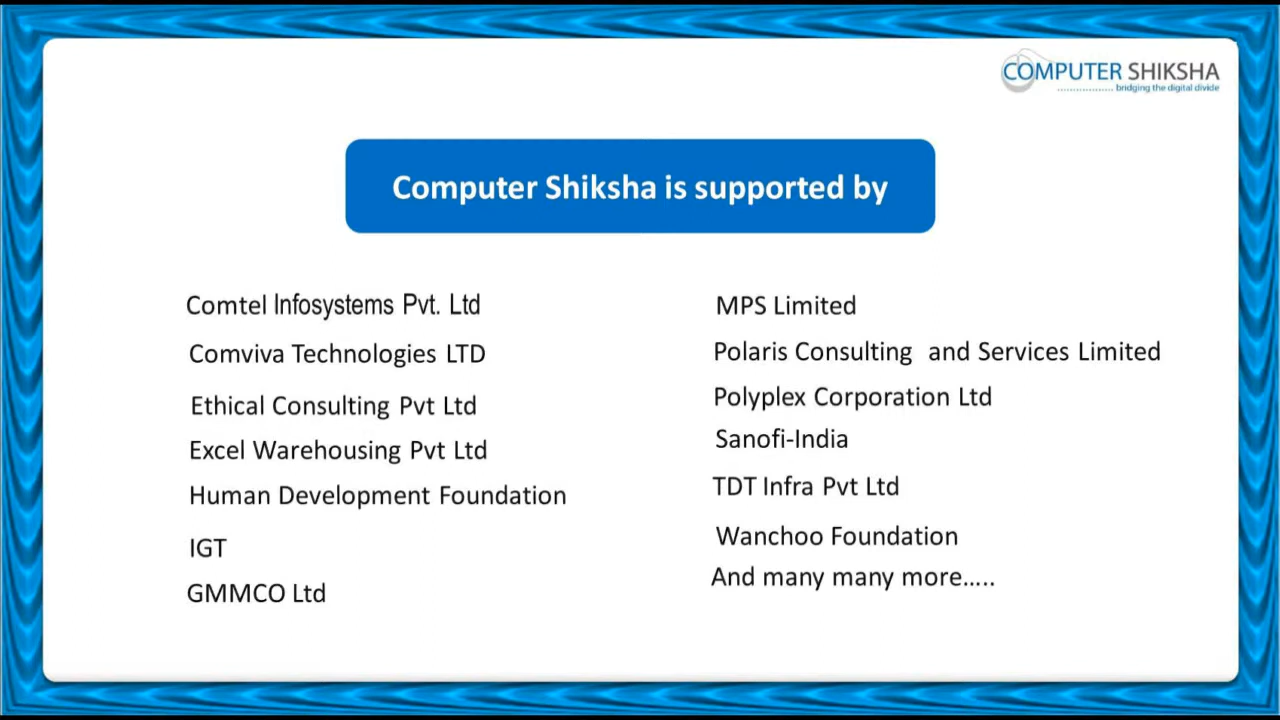 COMPUTER SHIKSHA
bridging the digital divide
Computer Shiksha is supported by
Comtel Infosystems Pvt. Ltd
Comviva Technologies LTD
Ethical Consulting Pvt Ltd
Excel Warehousing Pvt Ltd
Human Development Foundation
IGT
GMMCO Ltd
MPS Limited
Polaris Consulting and Services Limited
Polyplex Corporation Ltd
Sanofi-India
TDT Infra Pvt Ltd
Wanchoo Foundation
And many many more.....